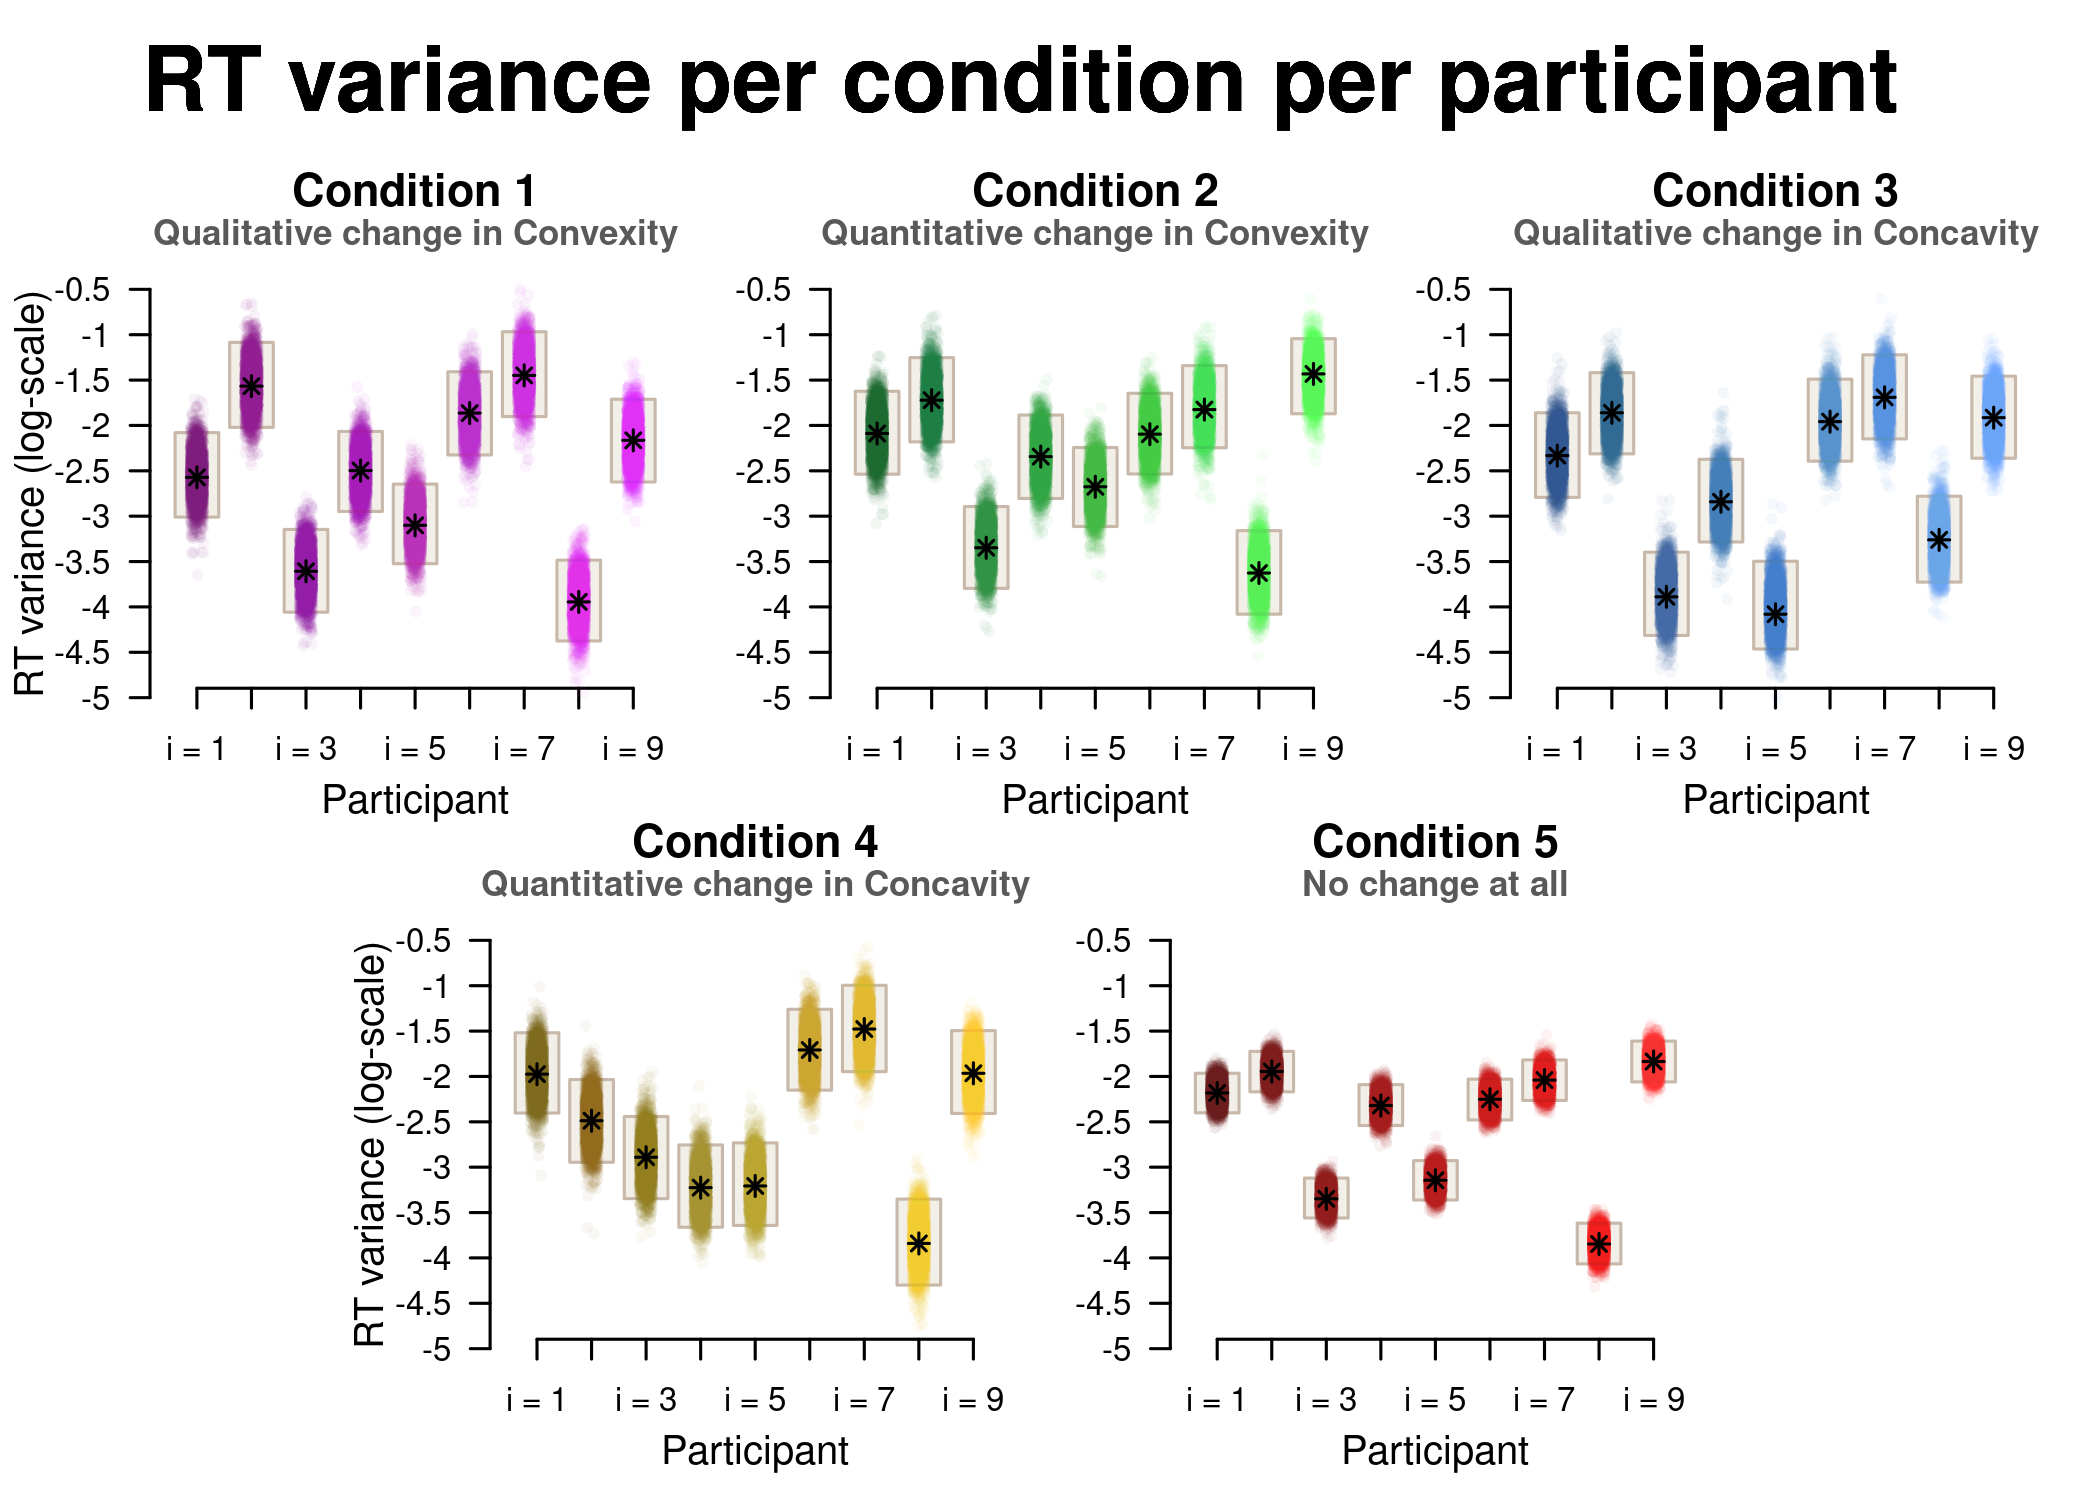 RT variance per condition per participant
Condition 1
Qualitative change in Convexity
RT variance (log-scale)
-0.5
-1
-1.5
-2
-2.5
-3
-3.5
-4
-4.5
-5
i = 1 i = 3 i = 5 i = 7 i = 9
Participant
Condition 2
Quantitative change in Convexity
-0.5
-1
-1.5
-2
-2.5
-3
-3.5
-4
-4.5
-5
i = 1 i = 3 i = 5 i = 7 i = 9
Participant
Condition 3
Qualitative change in Concavity
-0.5
-1
-1.5
-2
-2.5
-3
-3.5
-4
-4.5
-5
i = 1 i = 3 i = 5 i = 7 i = 9
Participant
Condition 4
Quantitative change in Concavity
RT variance (log-scale)
-0.5
-1
-1.5
-2
-2.5
-3
-3.5
-4
-4.5
-5
i = 1 i = 3 i = 5 i = 7 i = 9
Participant
Condition 5
No change at all
-0.5
-1
-1.5
-2
-2.5
-3
-3.5
-4
-4.5
-5
i = 1 i = 3 i = 5 i = 7 i = 9
Participant